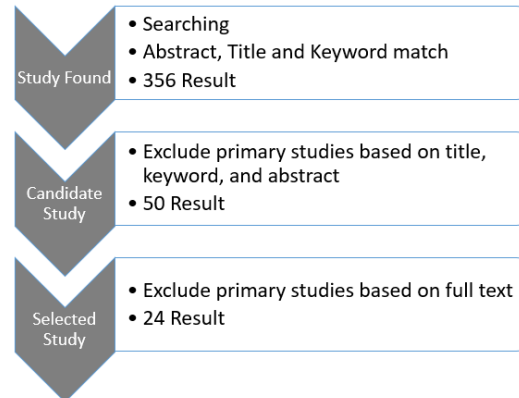 Study Found
• Searching
• Abstract, Title and Keyword match
• 356 Result
Candidate
Study
• Exclude primary studies based on title,
keyword, and abstract
• 50 Result
Selected
Study
• Exclude primary studies based on full text
• 24 Result